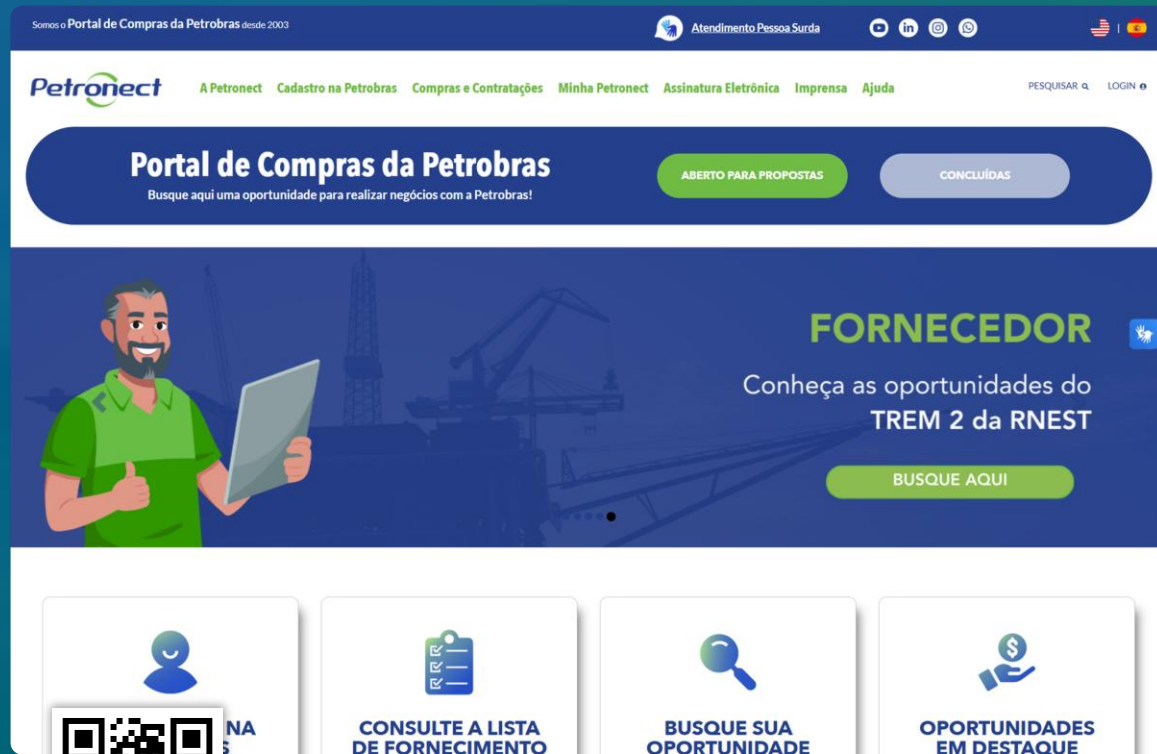 Somos o Portal de Compras da Petrobras desde 2003
Atendimento Pessoa Surda
Petronect
A Petronect Cadastro na Petrobras Compras e Contratações Minha Petronect Assinatura Eletrônica Imprensa Ajuda
PESQUISAR LOGIN
Portal de Compras da Petrobras
Busque aqui uma oportunidade para realizar negócios com a Petrobras!
ABERTO PARA PROPOSTAS
CONCLUÍDAS
FORNECEDOR
Conheça as oportunidades do
TREM 2 da RNEST
BUSQUE AQUI
NA
CONSULTE A LISTA
DE FORNECIMENTO
BUSQUE SUA
OPORTUNIDADE
OPORTUNIDADES
EM DESTAQUE